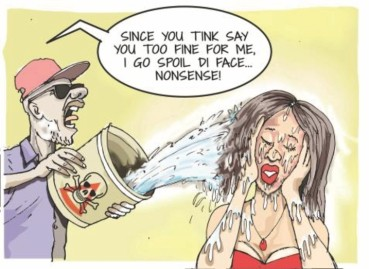 SINCE YOU TINK SAY
YOU TOO FINE FOR ME,
I GO SPOIL DI FACE...
NONSENSE!